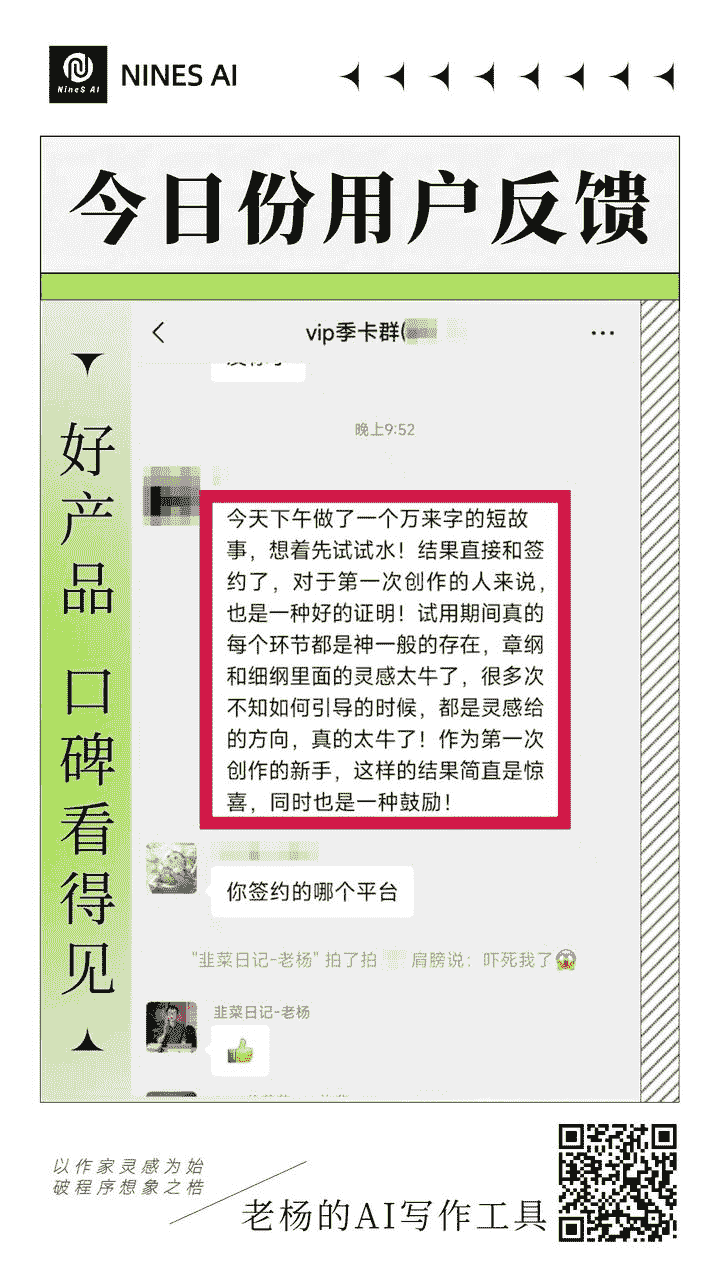 NineS AI
NINES AI
今日份用户反馈
好产品 口碑看得见
vip季卡群(
晚上9:52
今天下午做了一个万来字的短故
事，想着先试试水！结果直接和签
约了，对于第一次创作的人来说，
也是一种好的证明！试用期间真的
每个环节都是神一般的存在，章纲
和细纲里面的灵感太牛了，很多次
不知如何引导的时候，都是灵感给
的方向，真的太牛了！作为第一次
创作的新手，这样的结果简直是惊
喜，同时也是一种鼓励！
你签约的哪个平台
"韭菜日记-老杨" 拍了拍 肩膀说：吓死我了😱
韭菜日记-老杨
以作家灵感为始
破程序想象之梏
老杨的AI写作工具